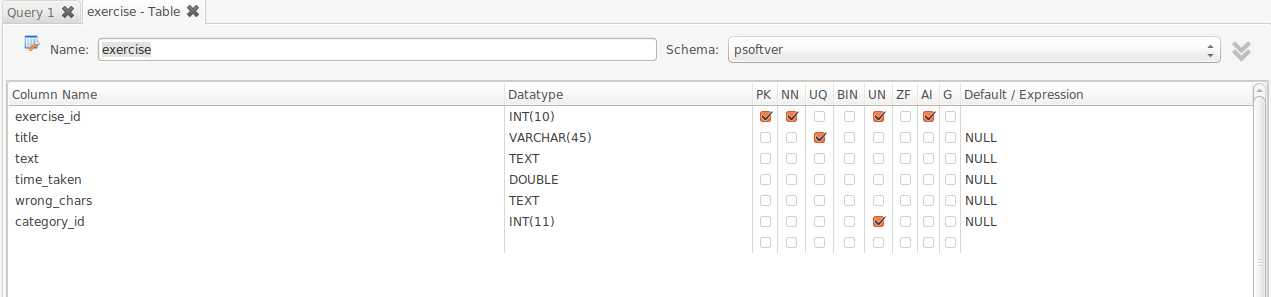 Query 1 exercise - Table
Name: exercise Schema: psoftver
Column Name Datatype PK NN UQ BIN UN ZF AI G Default / Expression
exercise_id INT(10)
title VARCHAR(45) NULL
text TEXT NULL
time_taken DOUBLE NULL
wrong_chars TEXT NULL
category_id INT(11) NULL